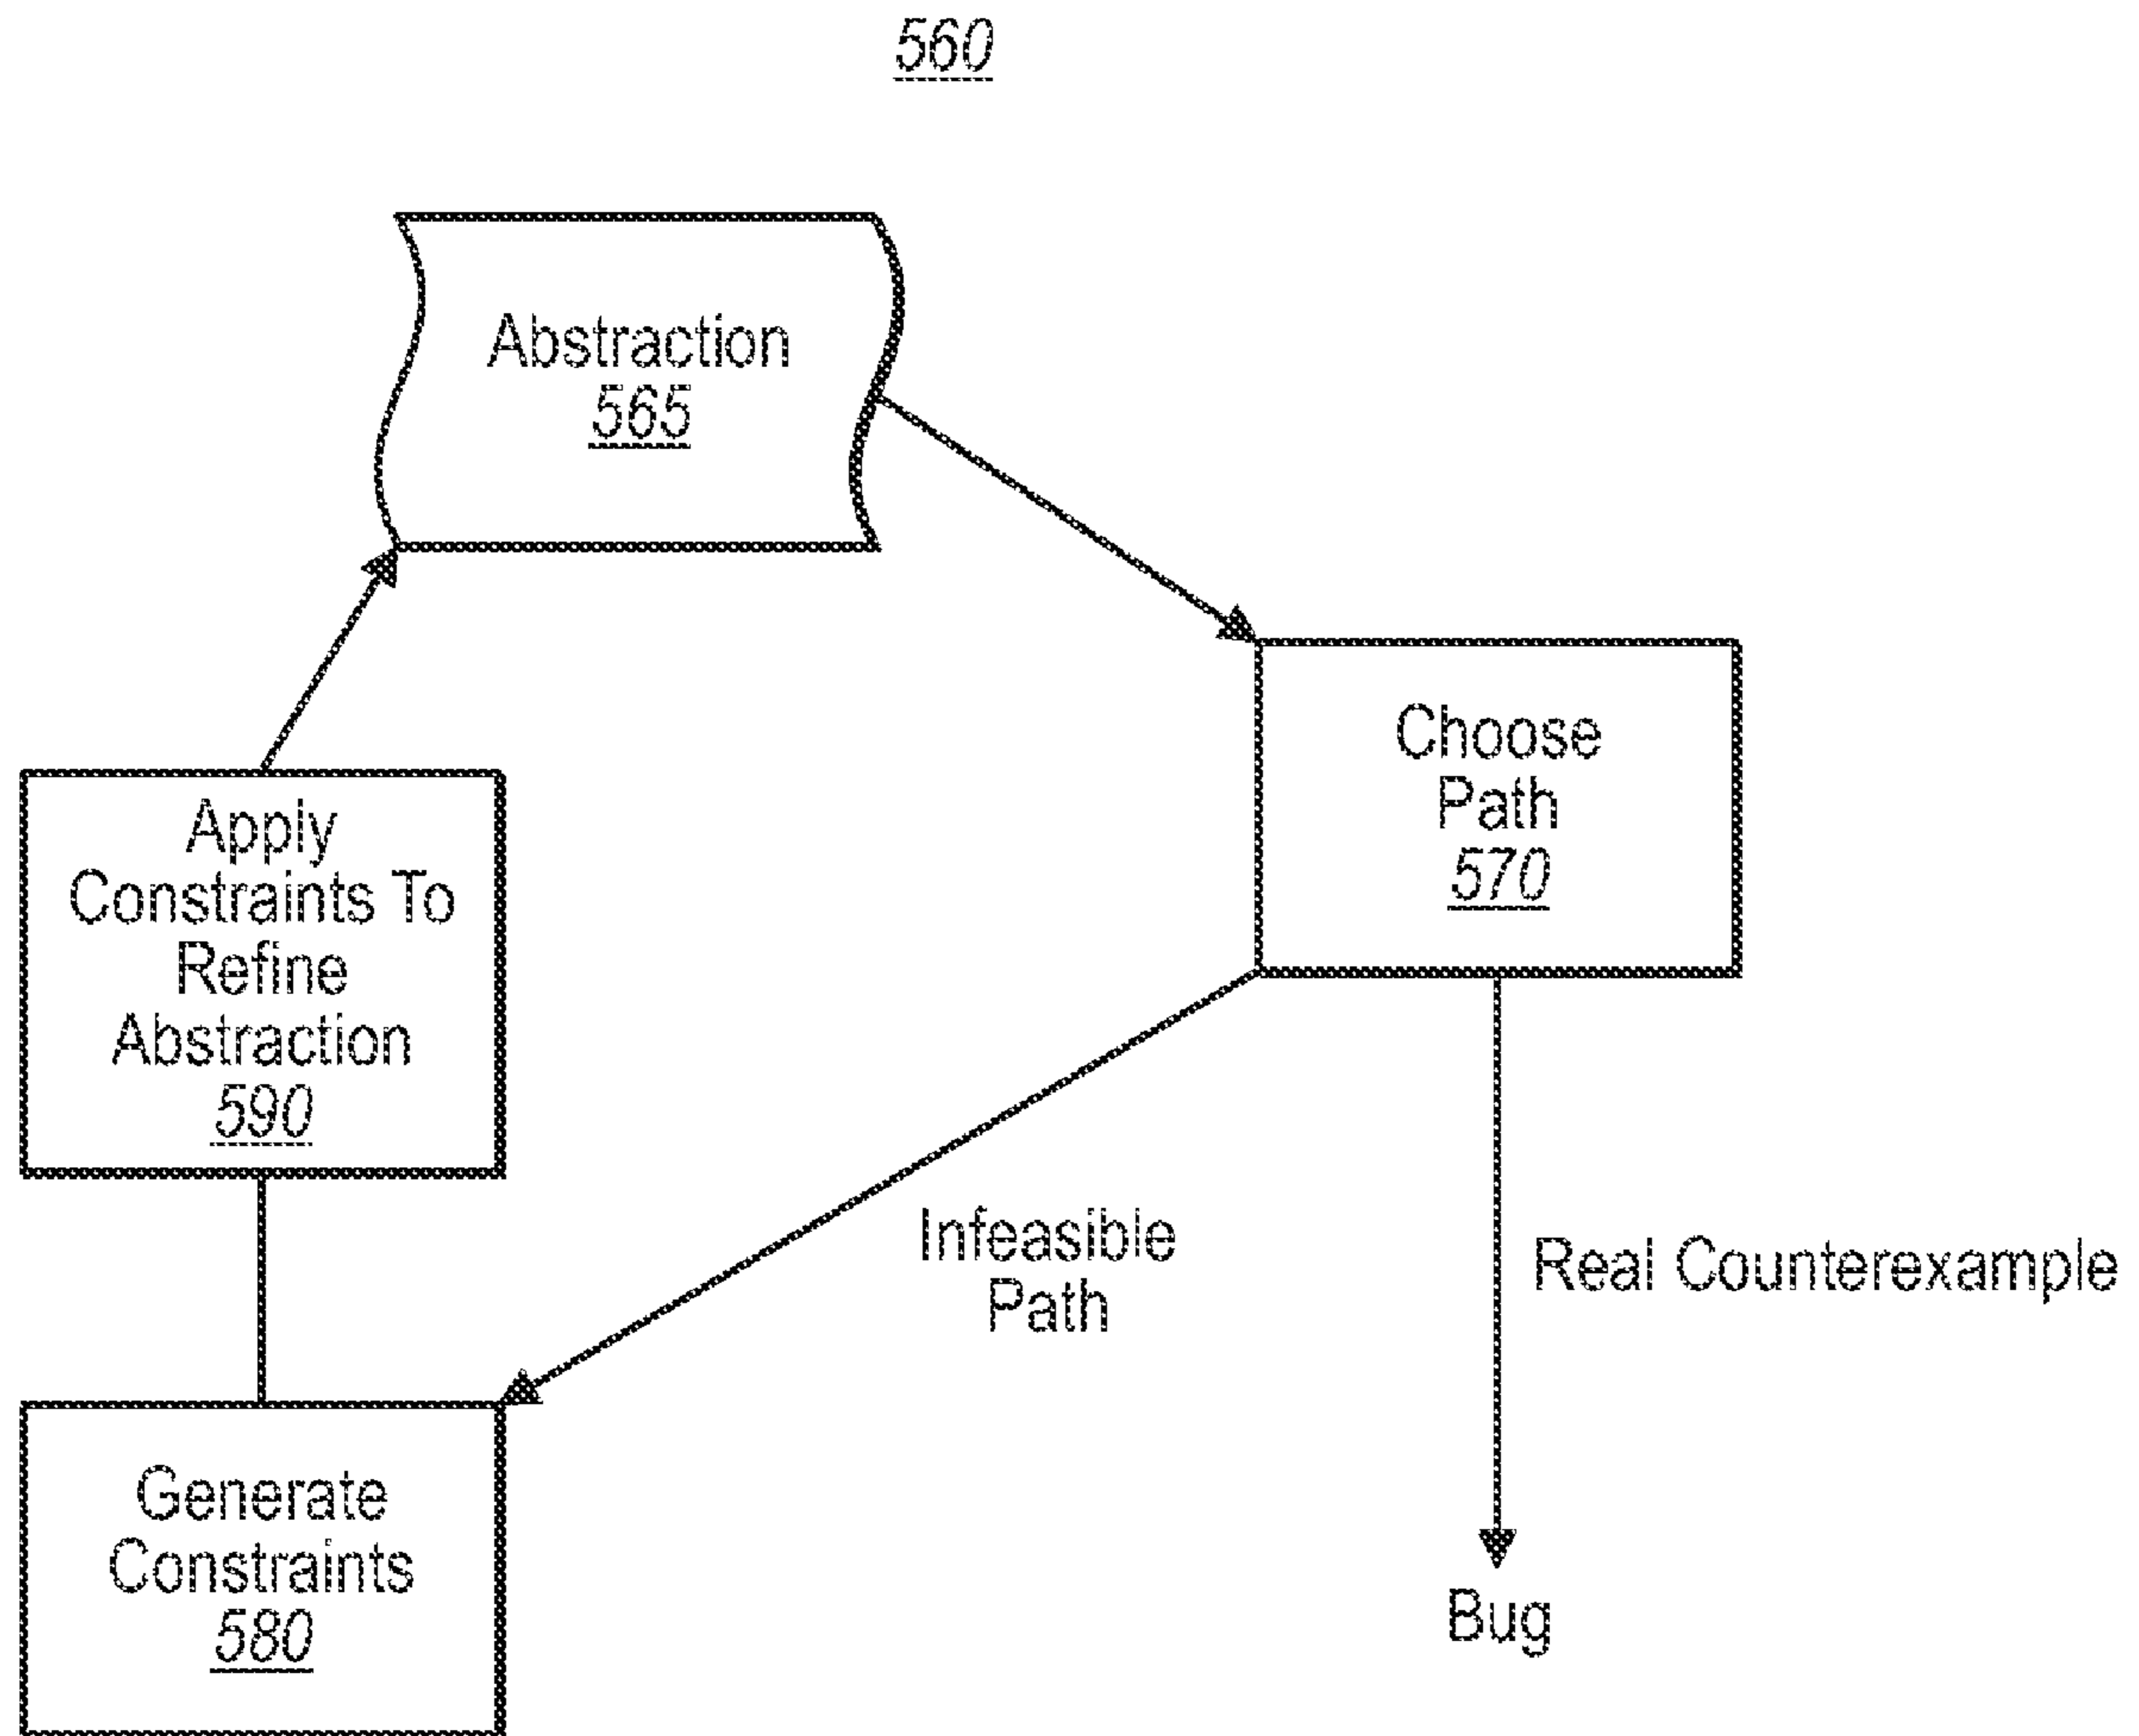 560
Abstraction
565
Choose
Path
570
Apply
Constraints To
Refine
Abstraction
590
Infeasible
Path
Real Counterexample
Generate
Constraints
580
Bug